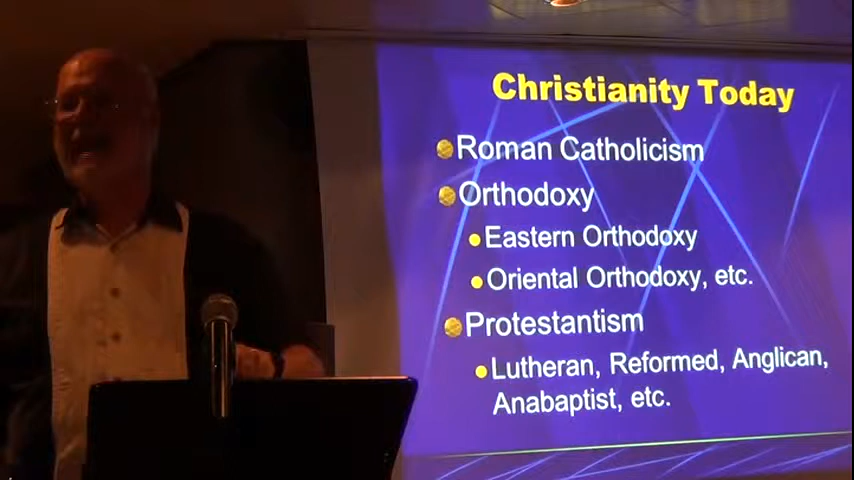 Christianity Today
Roman Catholicism
Orthodoxy
Eastern Orthodoxy
Oriental Orthodoxy, etc.
Protestantism
Lutheran, Reformed, Anglican,
Anabaptist, etc.